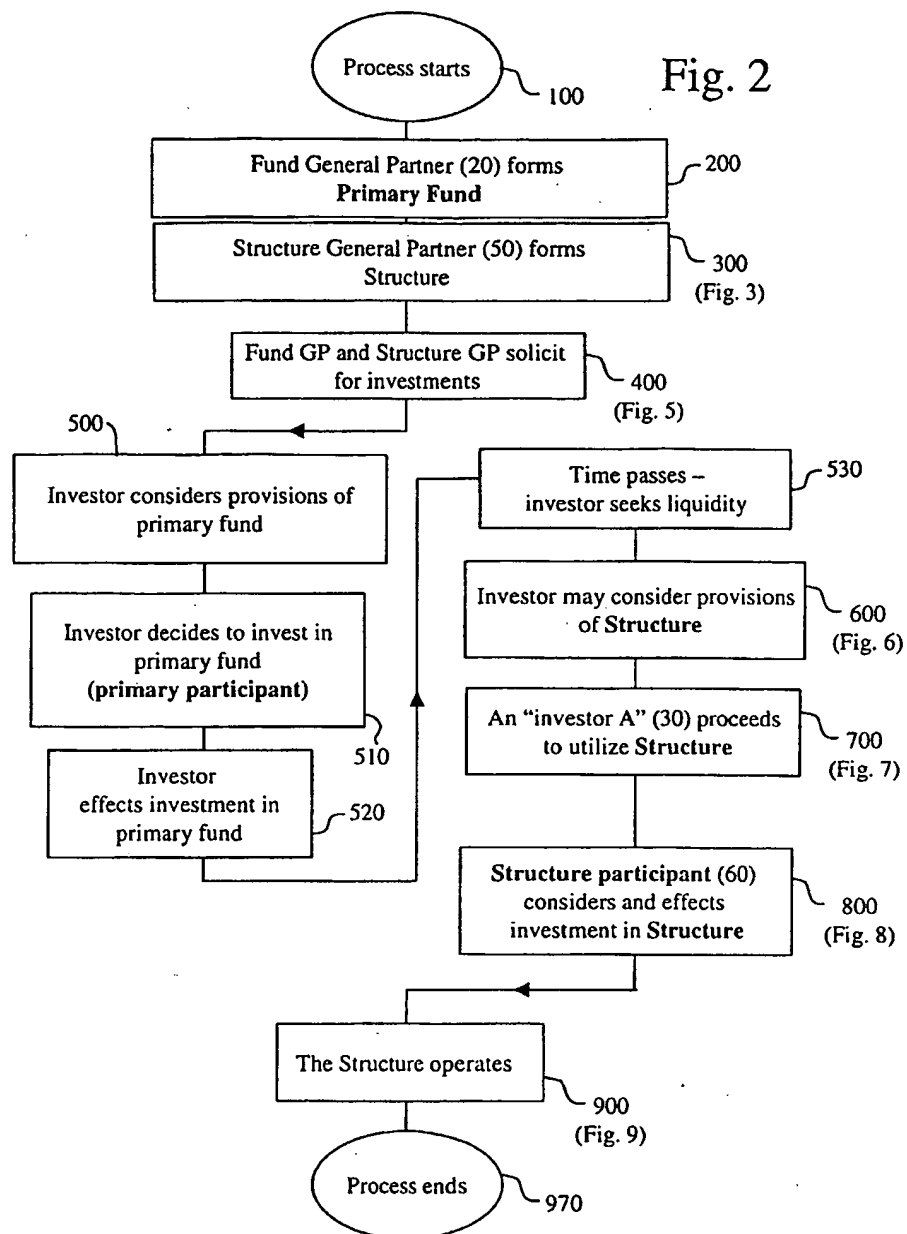 Fig. 2
Process starts
100
Fund General Partner (20) forms
Primary Fund
200
Structure General Partner (50) forms
Structure
300
(Fig. 3)
Fund GP and Structure GP solicit
for investments
400
(Fig. 5)
500
Investor considers provisions of
primary fund
Investor decides to invest in
primary fund
(primary participant)
510
Investor
effects investment in
primary fund
520
Time passes –
investor seeks liquidity
530
Investor may consider provisions
of Structure
600
(Fig. 6)
An “investor A” (30) proceeds
to utilize Structure
700
(Fig. 7)
Structure participant (60)
considers and effects
investment in Structure
800
(Fig. 8)
The Structure operates
900
(Fig. 9)
Process ends
970